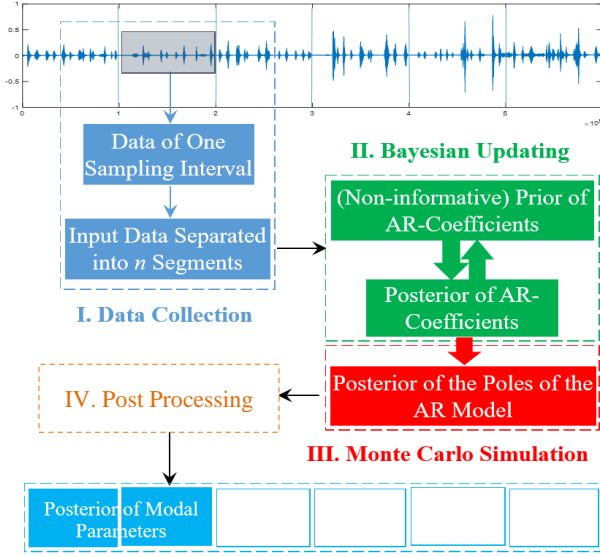 1
0.5
0
-0.5
-1
0
1
2
3
4
5
Data of One
Sampling Interval
Input Data Separated
into n Segments
I. Data Collection
II. Bayesian Updating
(Non-informative) Prior of
AR-Coefficients
Posterior of AR-
Coefficients
Posterior of the Poles of the
AR Model
III. Monte Carlo Simulation
IV. Post Processing
Posterior of Modal
Parameters